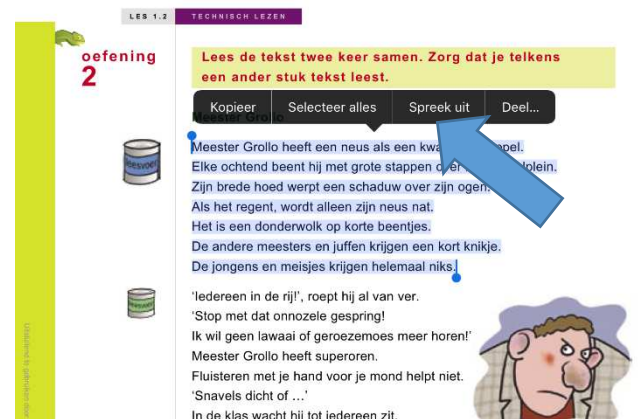 LES 1.2 TECHNISCH LEZEN
oefening
2
Lees de tekst twee keer samen. Zorg dat je telkens
een ander stuk tekst leest.
Kopieer Selecteer alles Spreek uit Deel...
Meester Grollo
Meester Grollo heeft een neus als een
Elke ochtend beent hij met grote stappen
Zijn brede hoed werpt een schaduw over zijn ogen.
Als het regent, wordt alleen zijn neus nat.
Het is een donderwolk op korte beentjes.
De andere meesters en juffen krijgen een kort knikje.
De jongens en meisjes krijgen helemaal niks.
'Iedereen in de rij!', roept hij al van ver.
'Stop met dat onnozele gespring!
Ik wil geen lawaai of geroezemoes meer horen!'
Meester Grollo heeft superoren.
Fluisteren met je hand voor je mond helpt niet.
'Snavels dicht of ...'
In de klas wacht hij tot iedereen zit.